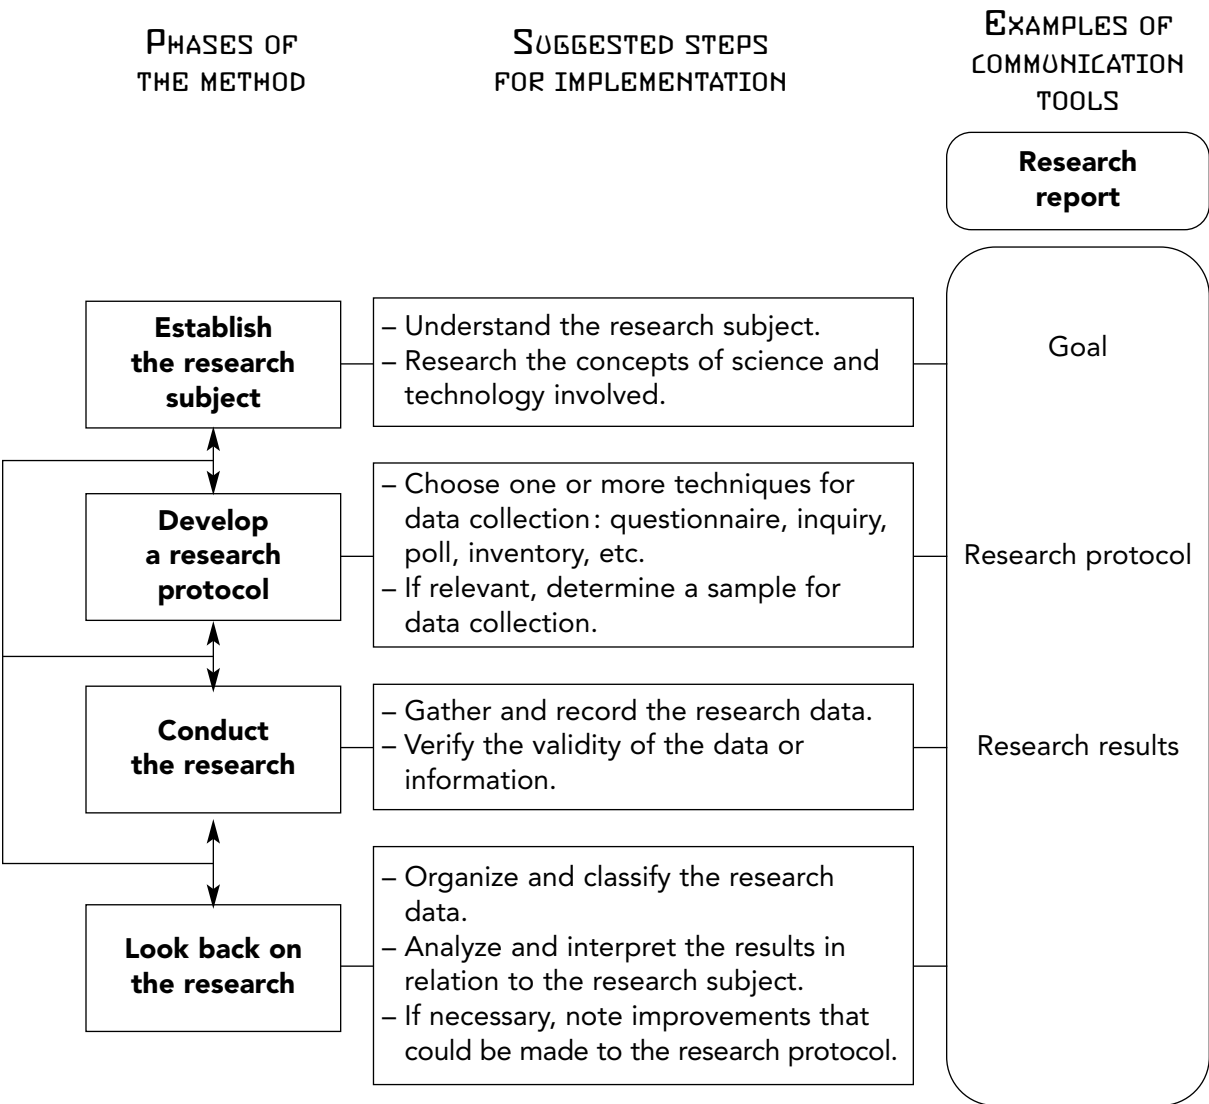 PHASES OF
THE METHOD
SUGGESTED STEPS
FOR IMPLEMENTATION
EXAMPLES OF
COMMUNICATION
TOOLS
Research
report
Establish
the research
subject
– Understand the research subject.
– Research the concepts of science and
technology involved.
Goal
Develop
a research
protocol
– Choose one or more techniques for
data collection: questionnaire, inquiry,
poll, inventory, etc.
– If relevant, determine a sample for
data collection.
Research protocol
Conduct
the research
– Gather and record the research data.
– Verify the validity of the data or
information.
Research results
Look back on
the research
– Organize and classify the research
data.
– Analyze and interpret the results in
relation to the research subject.
– If necessary, note improvements that
could be made to the research protocol.